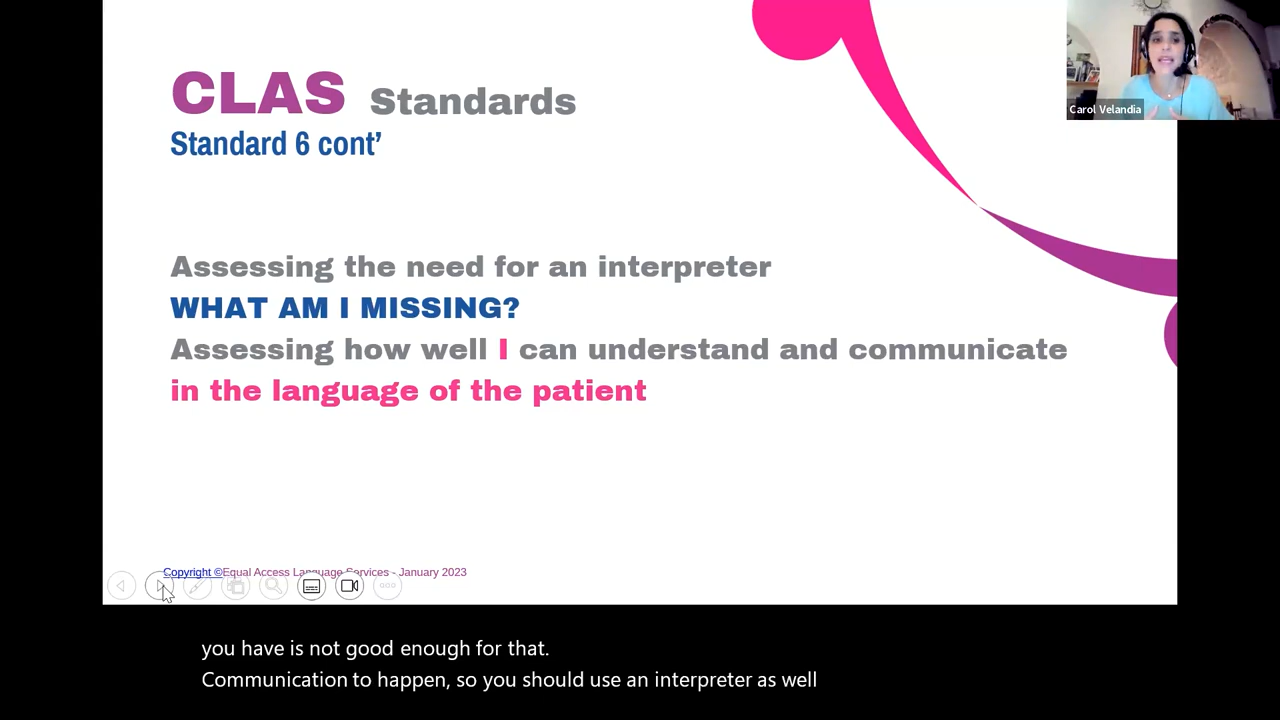 CLAS Standards
Standard 6 cont’
Carol Velandia
Assessing the need for an interpreter
WHAT AM I MISSING?
Assessing how well I can understand and communicate
in the language of the patient
Copyright ©Equal Access Language Services - January 2023
you have is not good enough for that.
Communication to happen, so you should use an interpreter as well